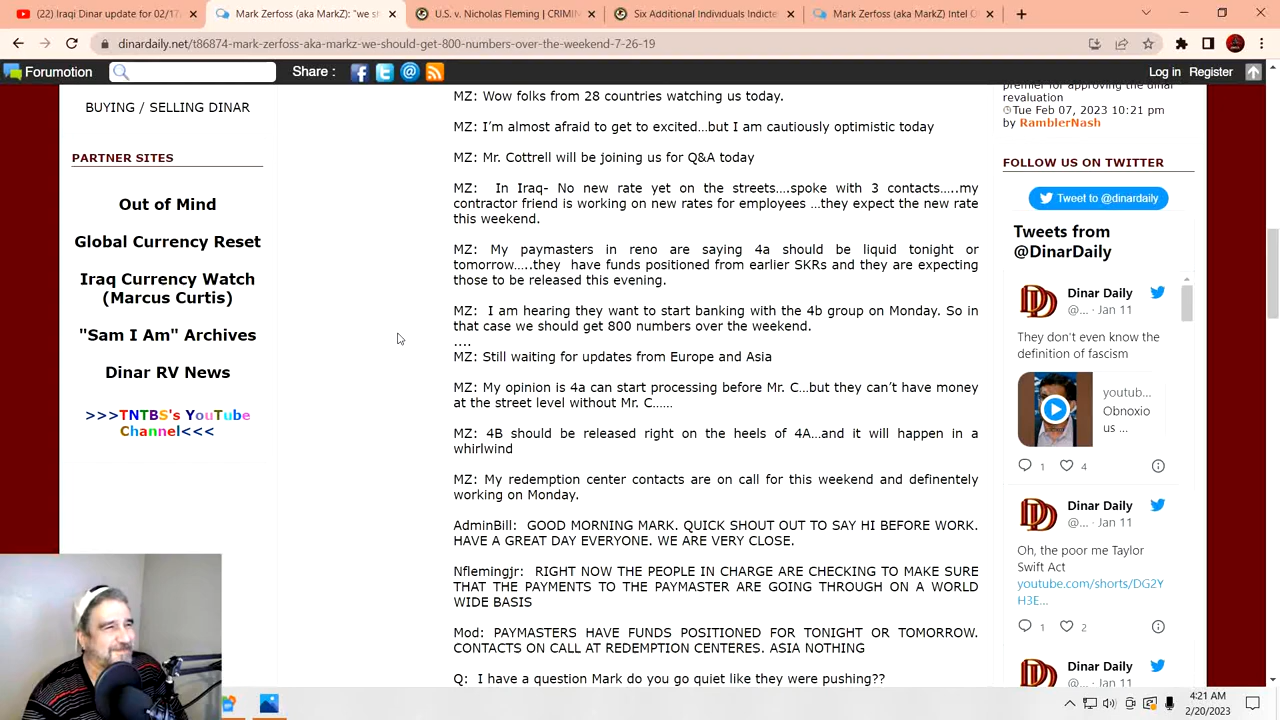 (22) Iraqi Dinar update for 02/17/
Mark Zerfoss (aka MarkZ): "we s
U.S. v. Nicholas Fleming | CRIMIN
Six Additional Individuals Indicte
Mark Zerfoss (aka MarkZ) Intel Q
dinardaily.net/t86874-mark-zerfoss-aka-markz-we-should-get-800-numbers-over-the-weekend-7-26-19
Forumotion
Share :
Log in Register
BUYING / SELLING DINAR
PARTNER SITES
Out of Mind
Global Currency Reset
Iraq Currency Watch
(Marcus Curtis)
"Sam I Am" Archives
Dinar RV News
>>>TNTBS's YouTube
Channel<<<
MZ: Wow folks from 28 countries watching us today.
MZ: I'm almost afraid to get to excited…but I am cautiously optimistic today
MZ: Mr. Cottrell will be joining us for Q&A today
MZ: In Iraq- No new rate yet on the streets….spoke with 3 contacts…..my
contractor friend is working on new rates for employees …they expect the new rate
this weekend.
MZ: My paymasters in reno are saying 4a should be liquid tonight or
tomorrow…..they have funds positioned from earlier SKRs and they are expecting
those to be released this evening.
MZ: I am hearing they want to start banking with the 4b group on Monday. So in
that case we should get 800 numbers over the weekend.
....
MZ: Still waiting for updates from Europe and Asia
MZ: My opinion is 4a can start processing before Mr. C…but they can't have money
at the street level without Mr. C……
MZ: 4B should be released right on the heels of 4A…and it will happen in a
whirlwind
MZ: My redemption center contacts are on call for this weekend and definentely
working on Monday.
AdminBill: GOOD MORNING MARK. QUICK SHOUT OUT TO SAY HI BEFORE WORK.
HAVE A GREAT DAY EVERYONE. WE ARE VERY CLOSE.
Nflemingjr: RIGHT NOW THE PEOPLE IN CHARGE ARE CHECKING TO MAKE SURE
THAT THE PAYMENTS TO THE PAYMASTER ARE GOING THROUGH ON A WORLD
WIDE BASIS
Mod: PAYMASTERS HAVE FUNDS POSITIONED FOR TONIGHT OR TOMORROW.
CONTACTS ON CALL AT REDEMPTION CENTERES. ASIA NOTHING
Q: I have a question Mark do you go quiet like they were pushing??
premier for approving the dinar
revaluation
Tue Feb 07, 2023 10:21 pm
by RamblerNash
FOLLOW US ON TWITTER
Tweet to @dinardaily
Tweets from
@DinarDaily
Dinar Daily
@... · Jan 11
They don't even know the
definition of fascism
youtub...
Obnoxio
us ...
1 4
Dinar Daily
@... · Jan 11
Oh, the poor me Taylor
Swift Act
youtube.com/shorts/DG2Y
H3E...
1 2
Dinar Daily
@... · Jan 11
4:21 AM
2/20/2023